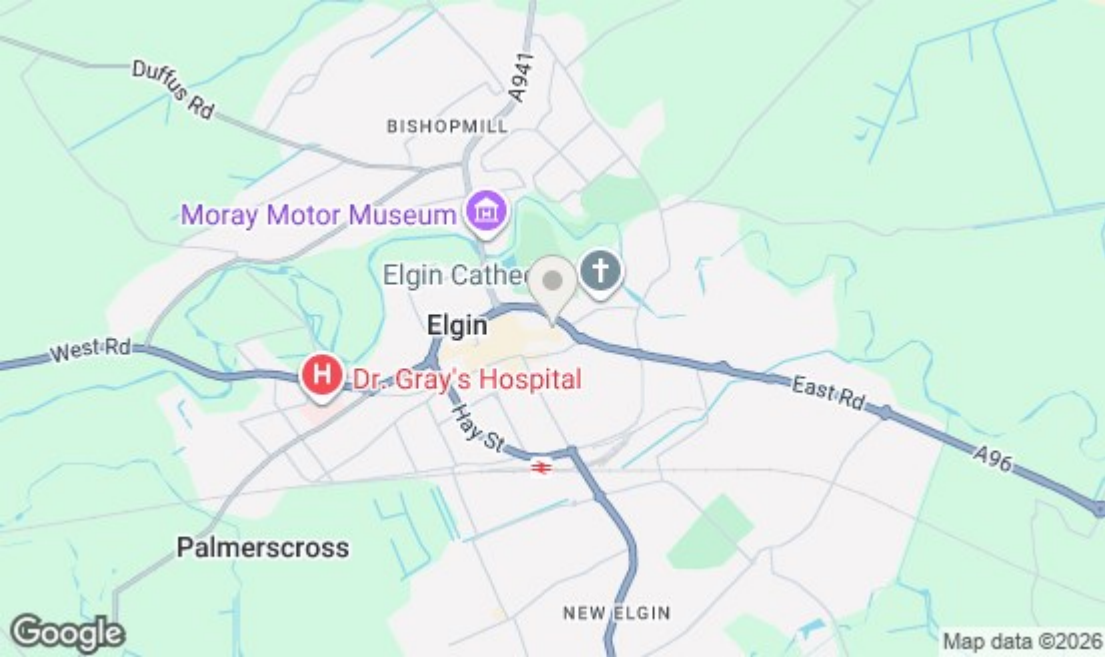 A941
Duffus Rd
BISHOPMILL
Moray Motor Museum
Elgin Cathe
Elgin
West Rd
H
Dr. Gray's Hospital
East Rd
Hay St
A96
Palmerscross
NEW ELGIN
Google
Map data ©2026